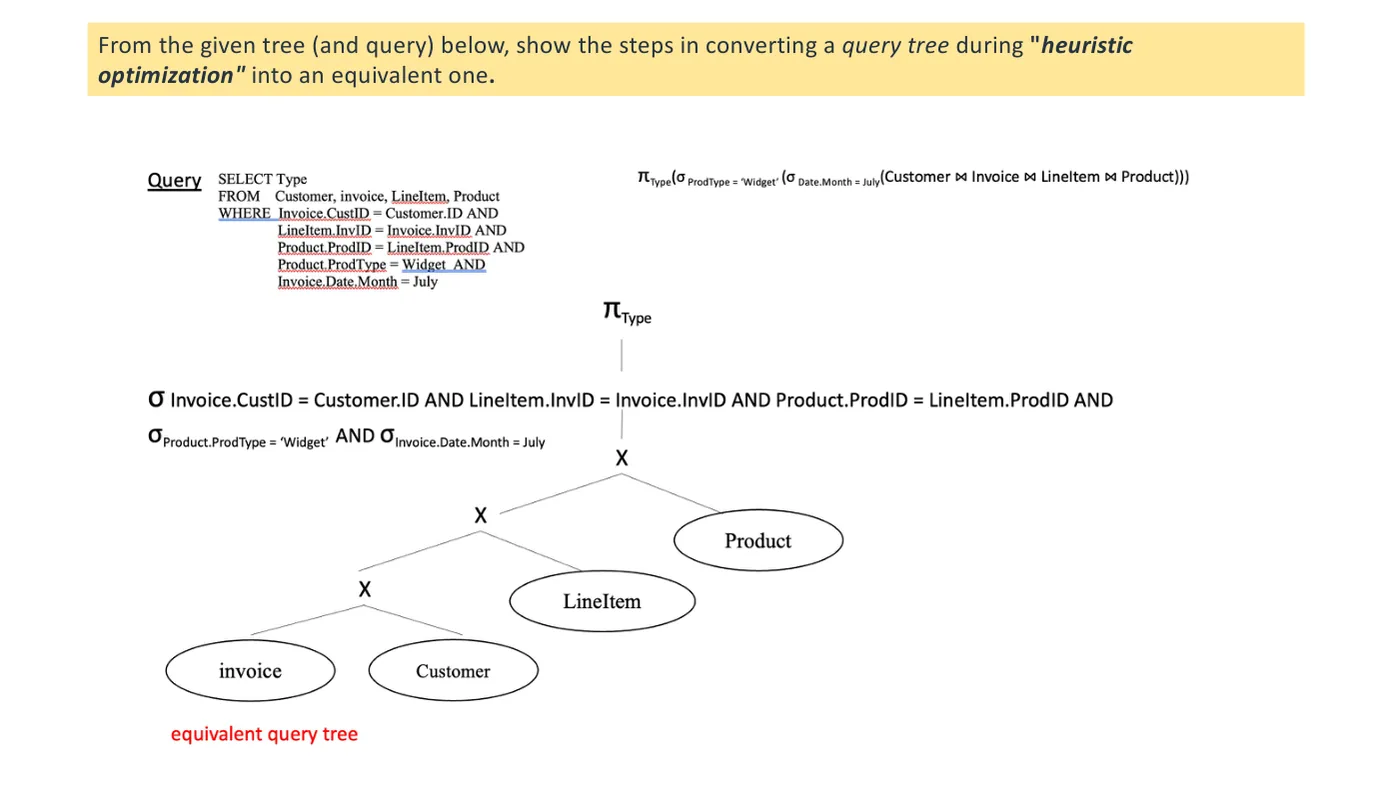 From the given tree (and query) below, show the steps in converting a query tree during "heuristic
optimization" into an equivalent one.
Query
SELECT Type
FROM Customer, invoice, LineItem, Product
WHERE Invoice.CustID = Customer.ID AND
LineItem.InvID = Invoice.InvID AND
Product.ProdID = LineItem.ProdID AND
Product.ProdType = Widget AND
Invoice.Date.Month = July
πType(σ ProdType = ‘Widget’ (σ Date.Month = July(Customer ⋈ Invoice ⋈ LineItem ⋈ Product)))
πType
σ Invoice.CustID = Customer.ID AND LineItem.InvID = Invoice.InvID AND Product.ProdID = LineItem.ProdID AND
σProduct.ProdType = ‘Widget’ AND σInvoice.Date.Month = July
X
X
Product
X
LineItem
invoice
Customer
equivalent query tree